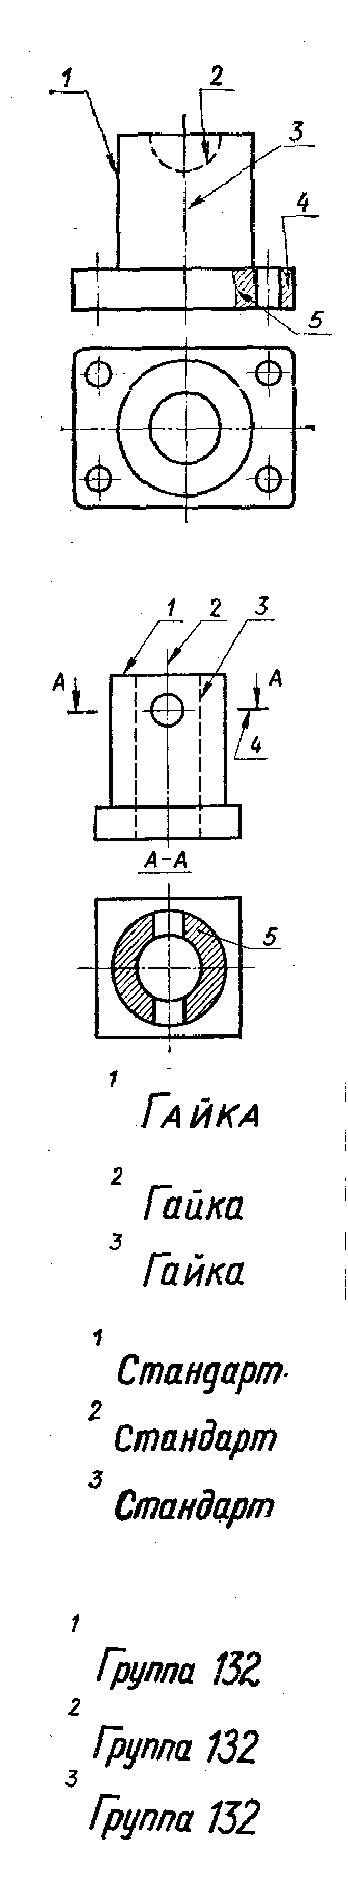 1 2
3
4
5
1 2 3
А А
4
А-А
5
1
ГАЙКА
2
Гайка
3
Гайка
1
Стандарт
2
Стандарт
3
Стандарт
1
Группа 132
2
Группа 132
3
Группа 132